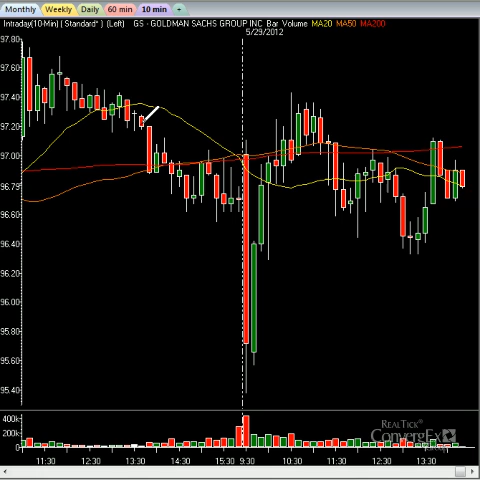 Monthly Weekly Daily 60 min 10 min +
Intraday(10-Min) ( Standard* ) (Left) GS - GOLDMAN SACHS GROUP INC Bar Volume MA20 MA50 MA200
5/29/2012
97.80
97.60
97.40
97.20
97.00
96.79
96.60
96.40
96.20
96.00
95.80
95.60
95.40
400k
200k
0
REALTICK
ConvergEx
11:30 12:30 13:30 14:30 15:30 9:30 10:30 11:30 12:30 13:30